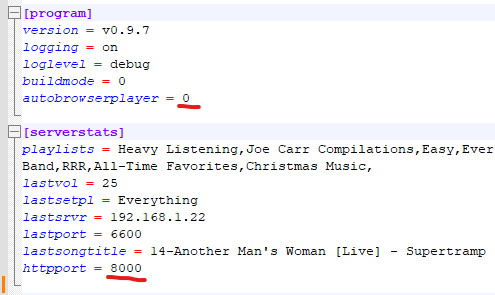 [program]
version = v0.9.7
logging = on
loglevel = debug
buildmode = 0
autobrowserplayer = 0
[serverstats]
playlists = Heavy Listening,Joe Carr Compilations,Easy,Ever
Band,RRR,All-Time Favorites,Christmas Music,
lastvol = 25
lastsetpl = Everything
lastsrvr = 192.168.1.22
lastport = 6600
lastsongtitle = 14-Another Man's Woman [Live] - Supertramp
httpport = 8000